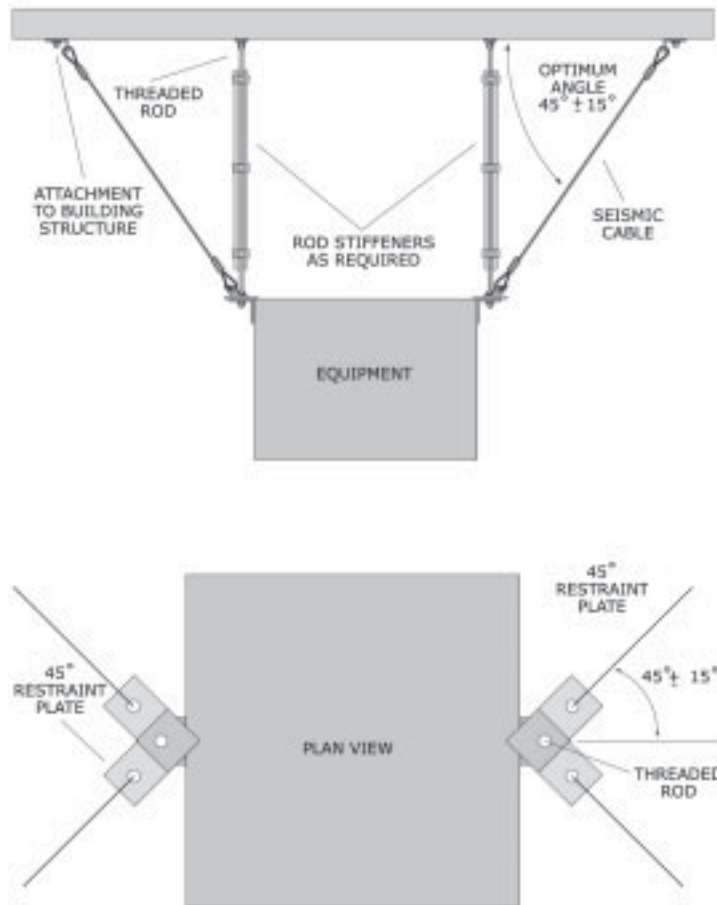 THREADED
ROD
OPTIMUM
ANGLE
45° ± 15°
ATTACHMENT
TO BUILDING
STRUCTURE
ROD STIFFENERS
AS REQUIRED
SEISMIC
CABLE
EQUIPMENT
45°
RESTRAINT
PLATE
45°
RESTRAINT
PLATE
45°± 15°
PLAN VIEW
THREADED
ROD